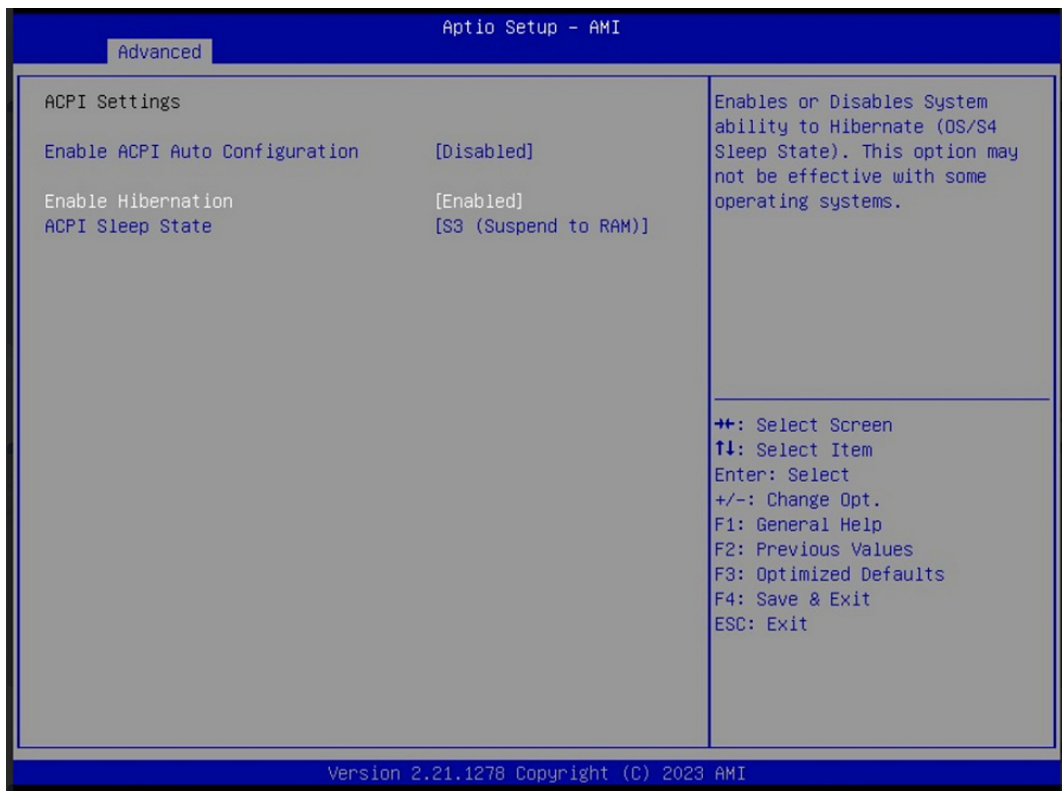 Aptio Setup – AMI
Advanced
ACPI Settings
Enable ACPI Auto Configuration [Disabled]
Enable Hibernation [Enabled]
ACPI Sleep State [S3 (Suspend to RAM)]
Enables or Disables System
ability to Hibernate (OS/S4
Sleep State). This option may
not be effective with some
operating systems.
→←: Select Screen
↑↓: Select Item
Enter: Select
+/-: Change Opt.
F1: General Help
F2: Previous Values
F3: Optimized Defaults
F4: Save & Exit
ESC: Exit
Version 2.21.1278 Copyright (C) 2023 AMI